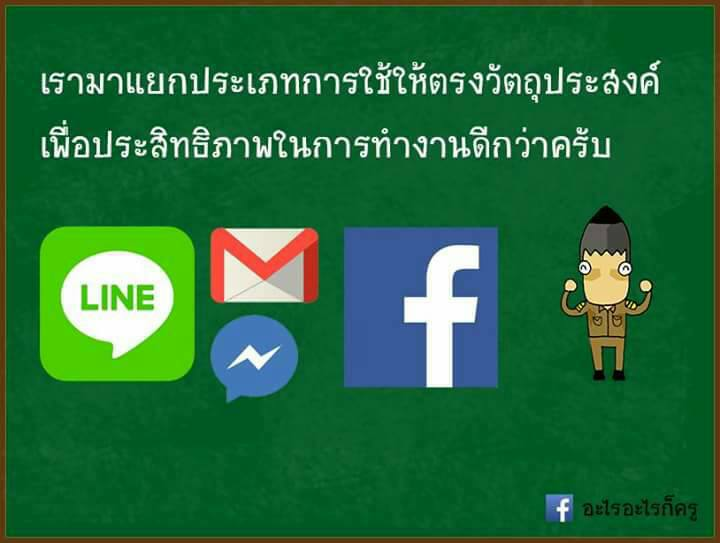 เรามาแยกประเภทการใช้ให้ตรงวัตถุประสงค์
เพื่อประสิทธิภาพในการทำงานดีกว่าครับ
LINE
อะไรอะไรก็ครู